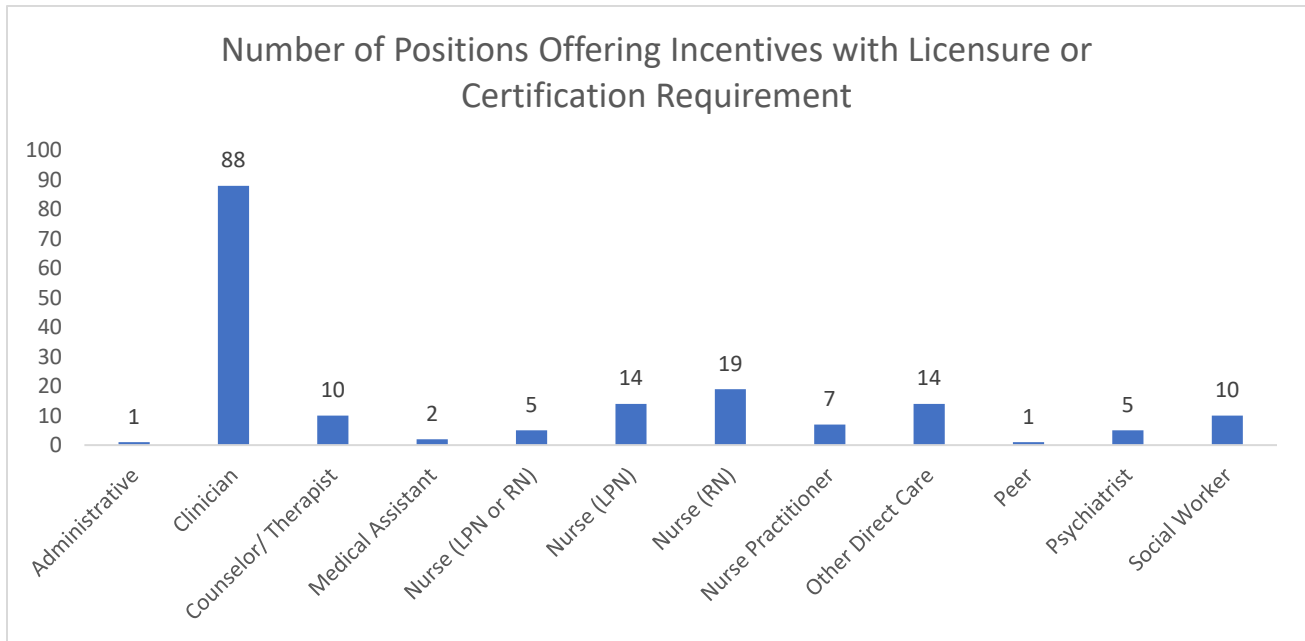 Number of Positions Offering Incentives with Licensure or
Certification Requirement
100
90
80
70
60
50
40
30
20
10
0
1
88
10
2
5
14
19
7
14
1
5
10
Administrative
Clinician
Counselor/ Therapist
Medical Assistant
Nurse (LPN or RN)
Nurse (LPN)
Nurse (RN)
Nurse Practitioner
Other Direct Care
Peer
Psychiatrist
Social Worker